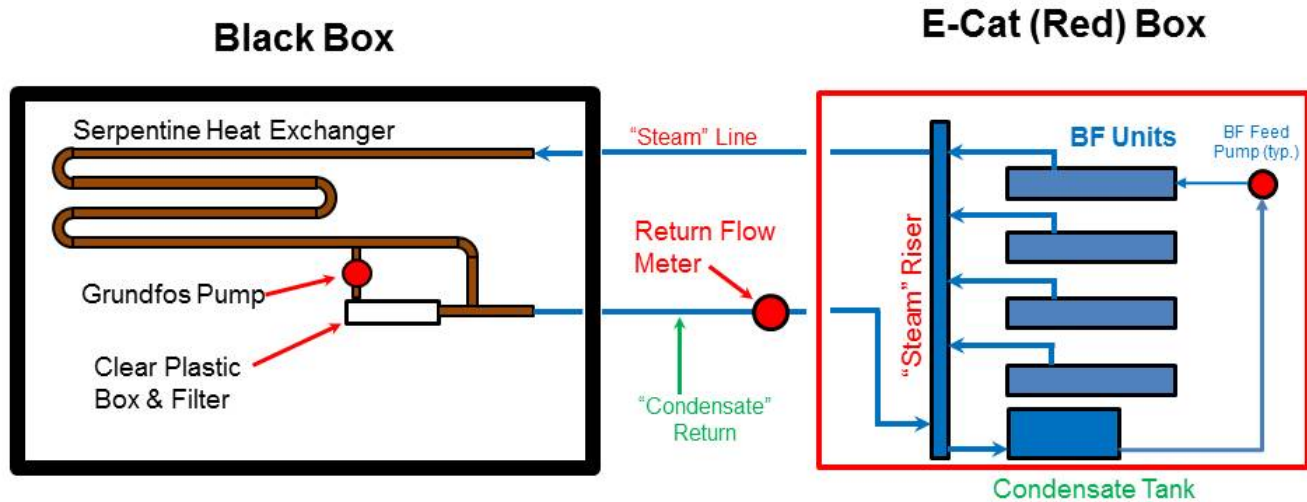 Black Box
E-Cat (Red) Box
Serpentine Heat Exchanger
Grundfos Pump
Clear Plastic
Box & Filter
“Steam” Line
Return Flow
Meter
“Condensate”
Return
“Steam” Riser
BF Units
BF Feed
Pump (typ.)
Condensate Tank